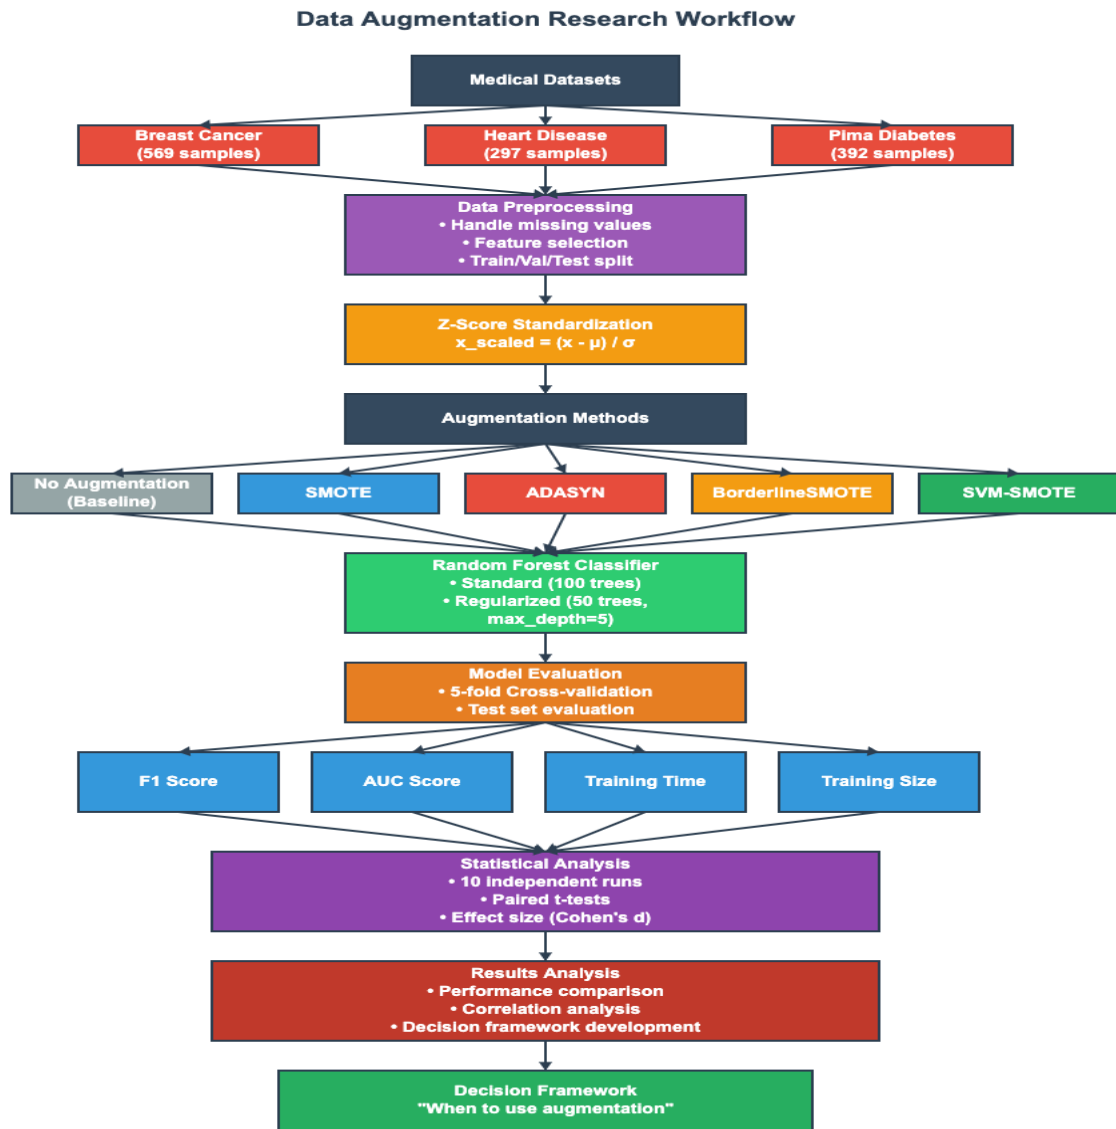 Data Augmentation Research Workflow
Medical Datasets
Breast Cancer
(569 samples)
Heart Disease
(297 samples)
Pima Diabetes
(392 samples)
Data Preprocessing
• Handle missing values
• Feature selection
• Train/Val/Test split
Z-Score Standardization
x_scaled = (x - μ) / σ
Augmentation Methods
No Augmentation
(Baseline)
SMOTE
ADASYN
BorderlineSMOTE
SVM-SMOTE
Random Forest Classifier
• Standard (100 trees)
• Regularized (50 trees,
max_depth=5)
Model Evaluation
• 5-fold Cross-validation
• Test set evaluation
F1 Score
AUC Score
Training Time
Training Size
Statistical Analysis
• 10 independent runs
• Paired t-tests
• Effect size (Cohen's d)
Results Analysis
• Performance comparison
• Correlation analysis
• Decision framework development
Decision Framework
"When to use augmentation"